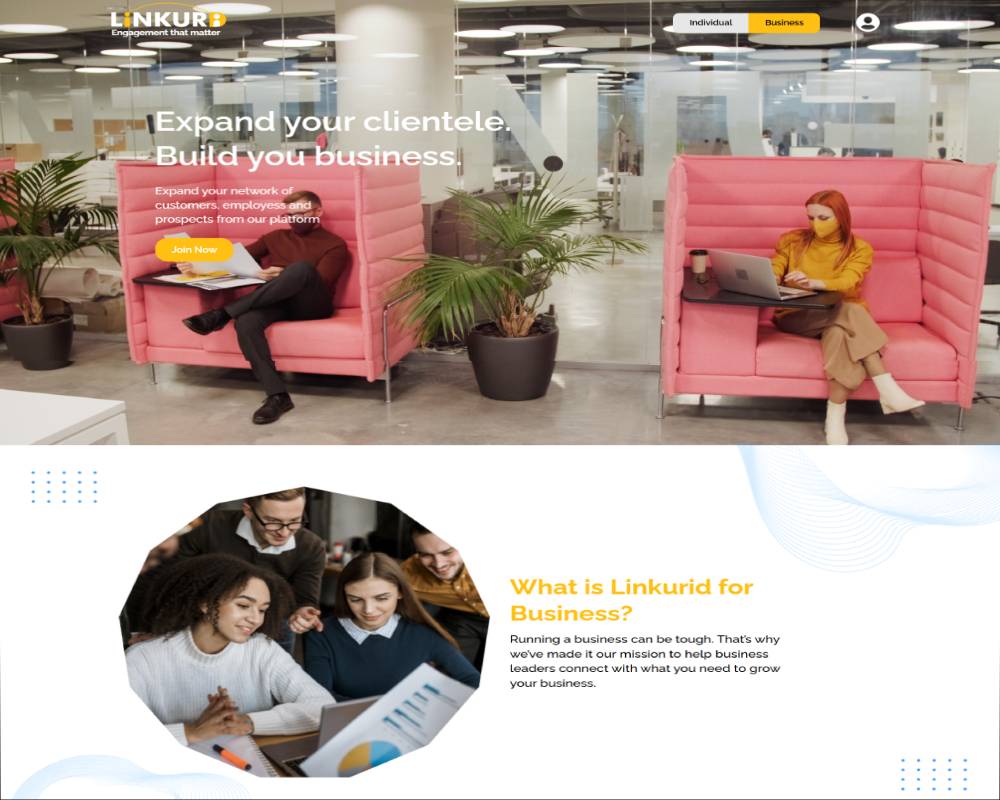 LiNKURiD
Individual
Business
Engagement that matter
Expand your clientele.
Build you business.
Expand your network of
customers, employess and
prospects from our platform
Join Now
What is Linkurid for
Business?
Running a business can be tough. That's why
we've made it our mission to help business
leaders connect with what you need to grow
your business.